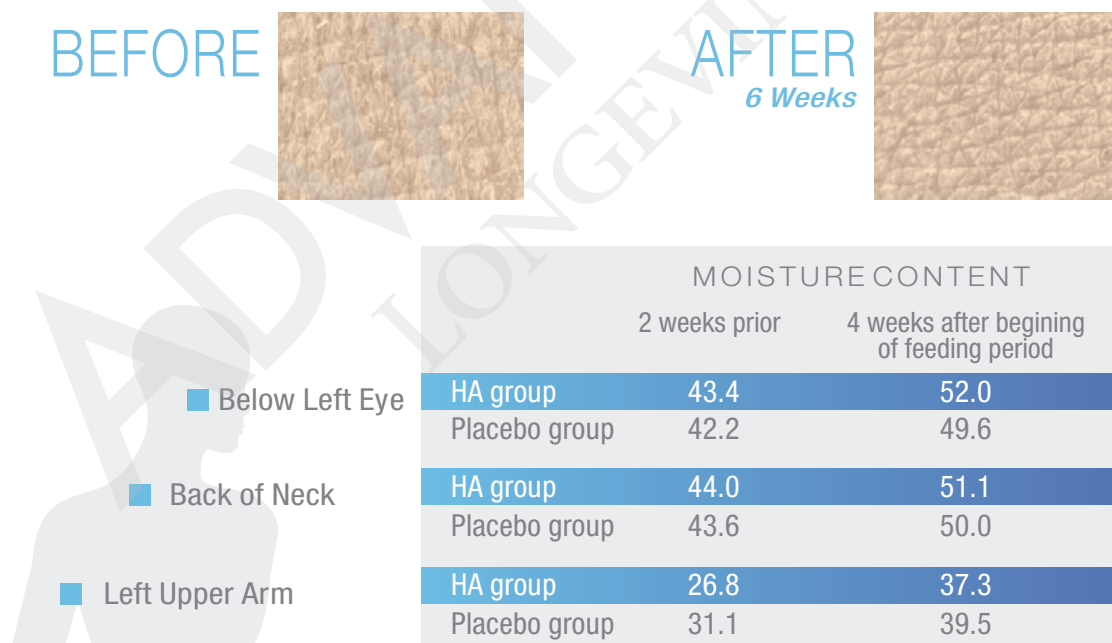 BEFORE
AFTER
6 Weeks
MOISTURE CONTENT
2 weeks prior
4 weeks after begining
of feeding period
Below Left Eye
HA group 43.4 52.0
Placebo group 42.2 49.6
Back of Neck
HA group 44.0 51.1
Placebo group 43.6 50.0
Left Upper Arm
HA group 26.8 37.3
Placebo group 31.1 39.5